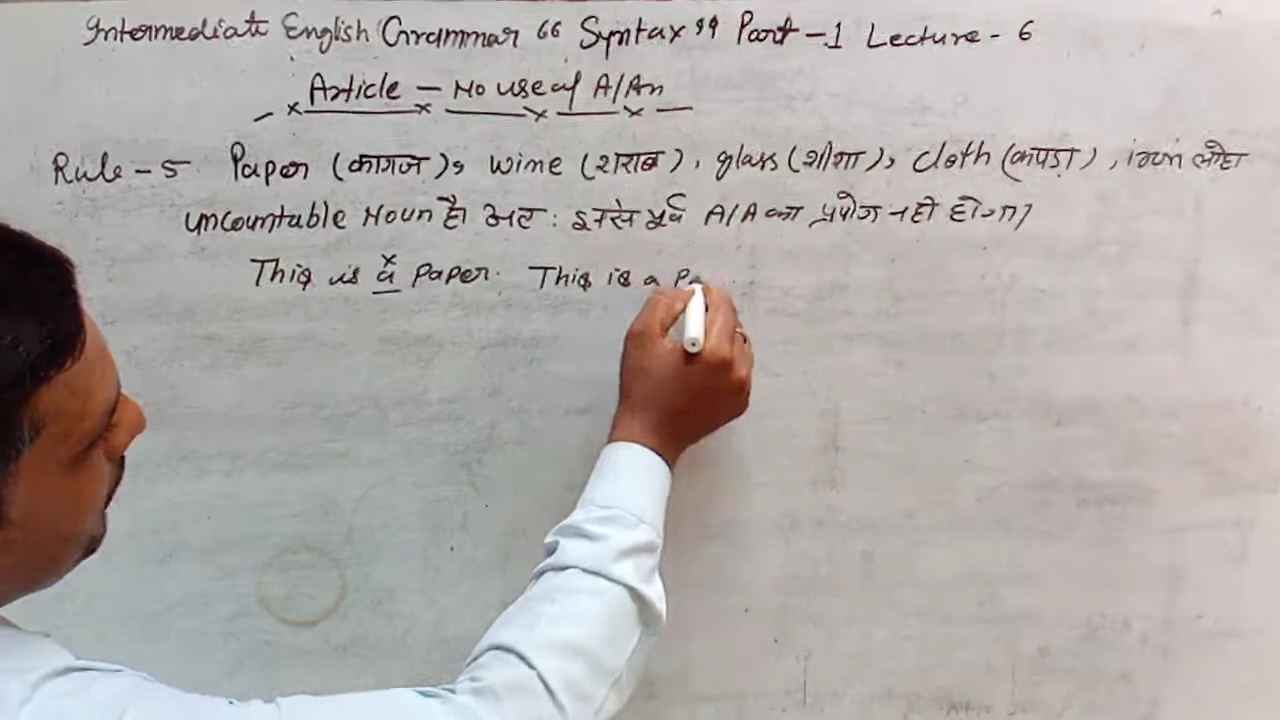 Intermediate English Grammar "Syntax" Part-1 Lecture-6
Article - No use of A/An
Rule-5 Paper (कागज), wine (शराब), glass (शीशा), cloth (कपड़ा), iron लोहा
uncountable Noun है अत: इनसे पूर्व A/A का प्रयोग नही होगा
This is a Paper. This is a Pa